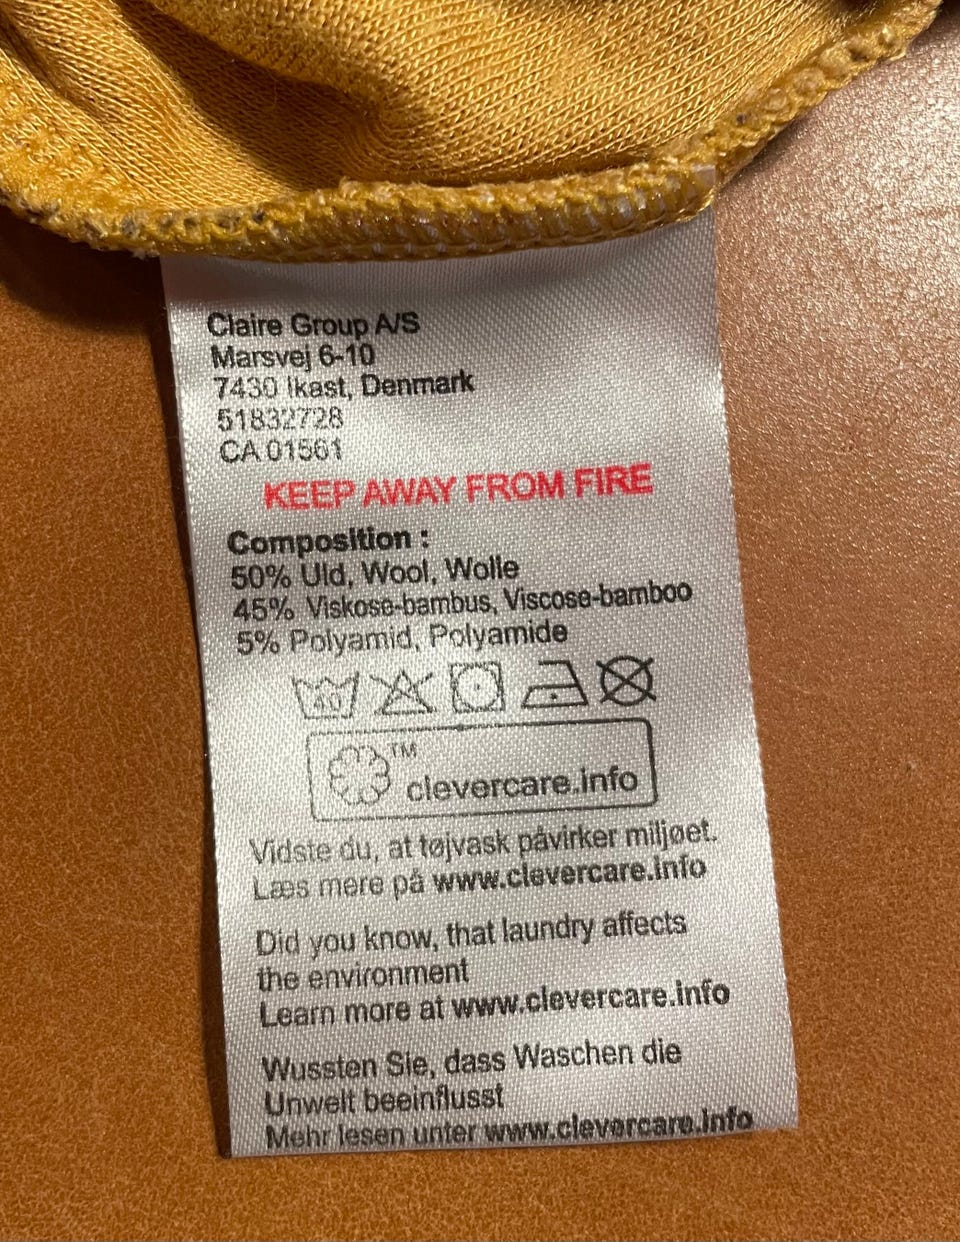 Claire Group A/S
Marsvej 6-10
7430 Ikast, Denmark
51832728
CA 01561
KEEP AWAY FROM FIRE
Composition :
50% Uld, Wool, Wolle
45% Viskose-bambus, Viscose-bamboo
5% Polyamid, Polyamide
40
™
clevercare.info
Vidste du, at tøjvask påvirker miljøet.
Læs mere på www.clevercare.info
Did you know, that laundry affects
the environment
Learn more at www.clevercare.info
Wussten Sie, dass Waschen die
Unwelt beeinflusst
Mehr lesen unter www.clevercare.info